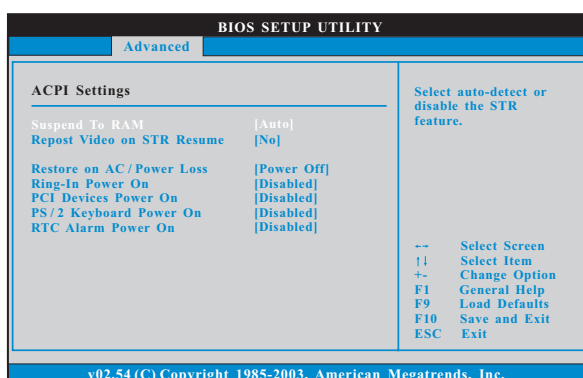 BIOS SETUP UTILITY
Advanced
ACPI Settings
Suspend To RAM [Auto]
Repost Video on STR Resume [No]
Restore on AC / Power Loss [Power Off]
Ring-In Power On [Disabled]
PCI Devices Power On [Disabled]
PS / 2 Keyboard Power On [Disabled]
RTC Alarm Power On [Disabled]
Select auto-detect or
disable the STR
feature.
←→ Select Screen
↑↓ Select Item
+- Change Option
F1 General Help
F9 Load Defaults
F10 Save and Exit
ESC Exit
v02.54 (C) Copyright 1985-2003, American Megatrends, Inc.